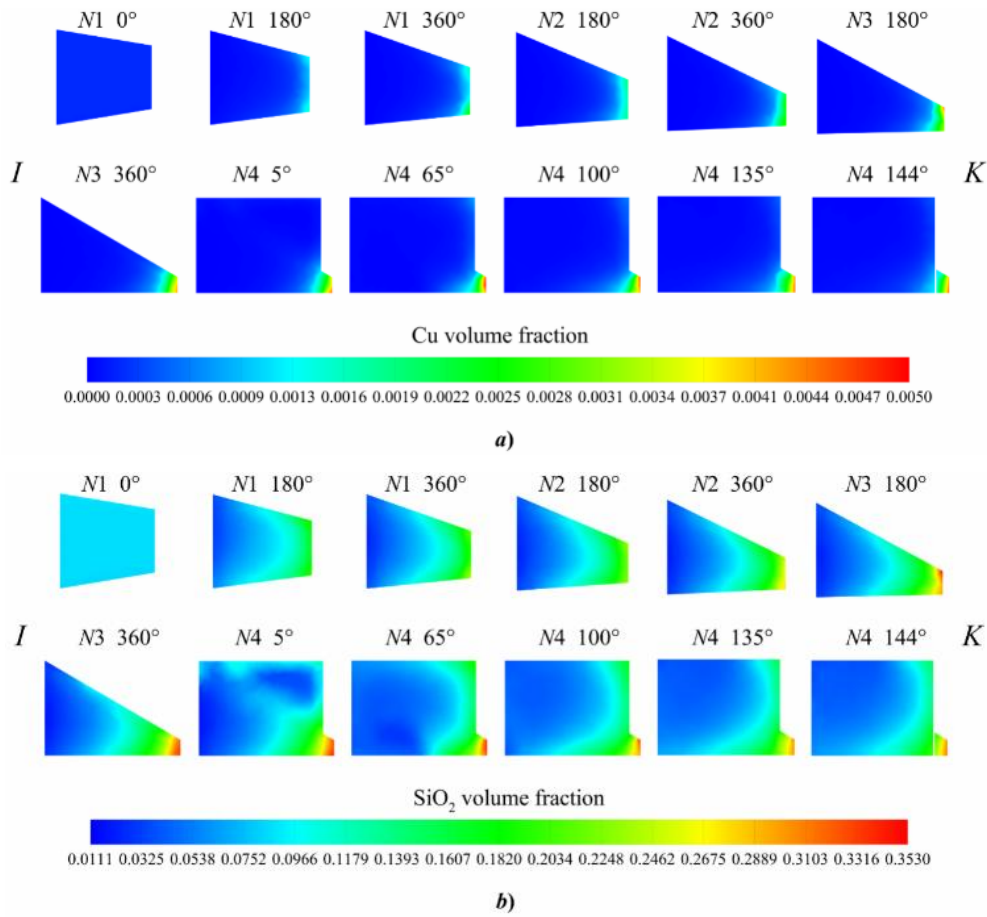 N1 0° N1 180° N1 360° N2 180° N2 360° N3 180°
I N3 360° N4 5° N4 65° N4 100° N4 135° N4 144° K
Cu volume fraction
0.0000 0.0003 0.0006 0.0009 0.0013 0.0016 0.0019 0.0022 0.0025 0.0028 0.0031 0.0034 0.0037 0.0041 0.0044 0.0047 0.0050
a)
N1 0° N1 180° N1 360° N2 180° N2 360° N3 180°
I N3 360° N4 5° N4 65° N4 100° N4 135° N4 144° K
SiO₂ volume fraction
0.0111 0.0325 0.0538 0.0752 0.0966 0.1179 0.1393 0.1607 0.1820 0.2034 0.2248 0.2462 0.2675 0.2889 0.3103 0.3316 0.3530
b)